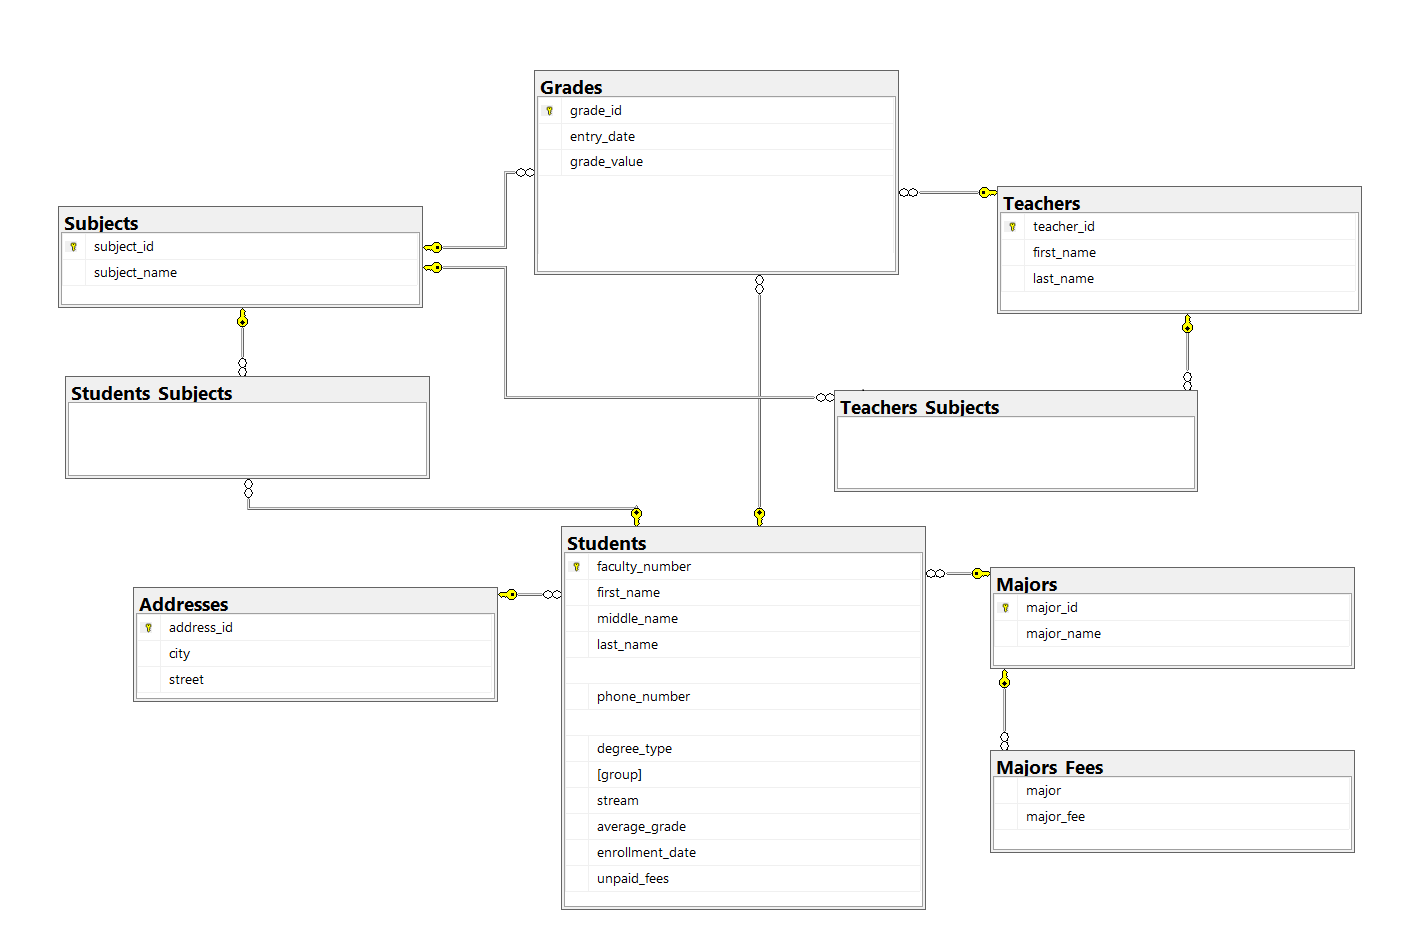 Grades
grade_id
entry_date
grade_value
Teachers
teacher_id
first_name
last_name
Subjects
subject_id
subject_name
Students_Subjects
Teachers_Subjects
Students
faculty_number
first_name
middle_name
last_name
phone_number
degree_type
[group]
stream
average_grade
enrollment_date
unpaid_fees
Addresses
address_id
city
street
Majors
major_id
major_name
Majors_Fees
major
major_fee